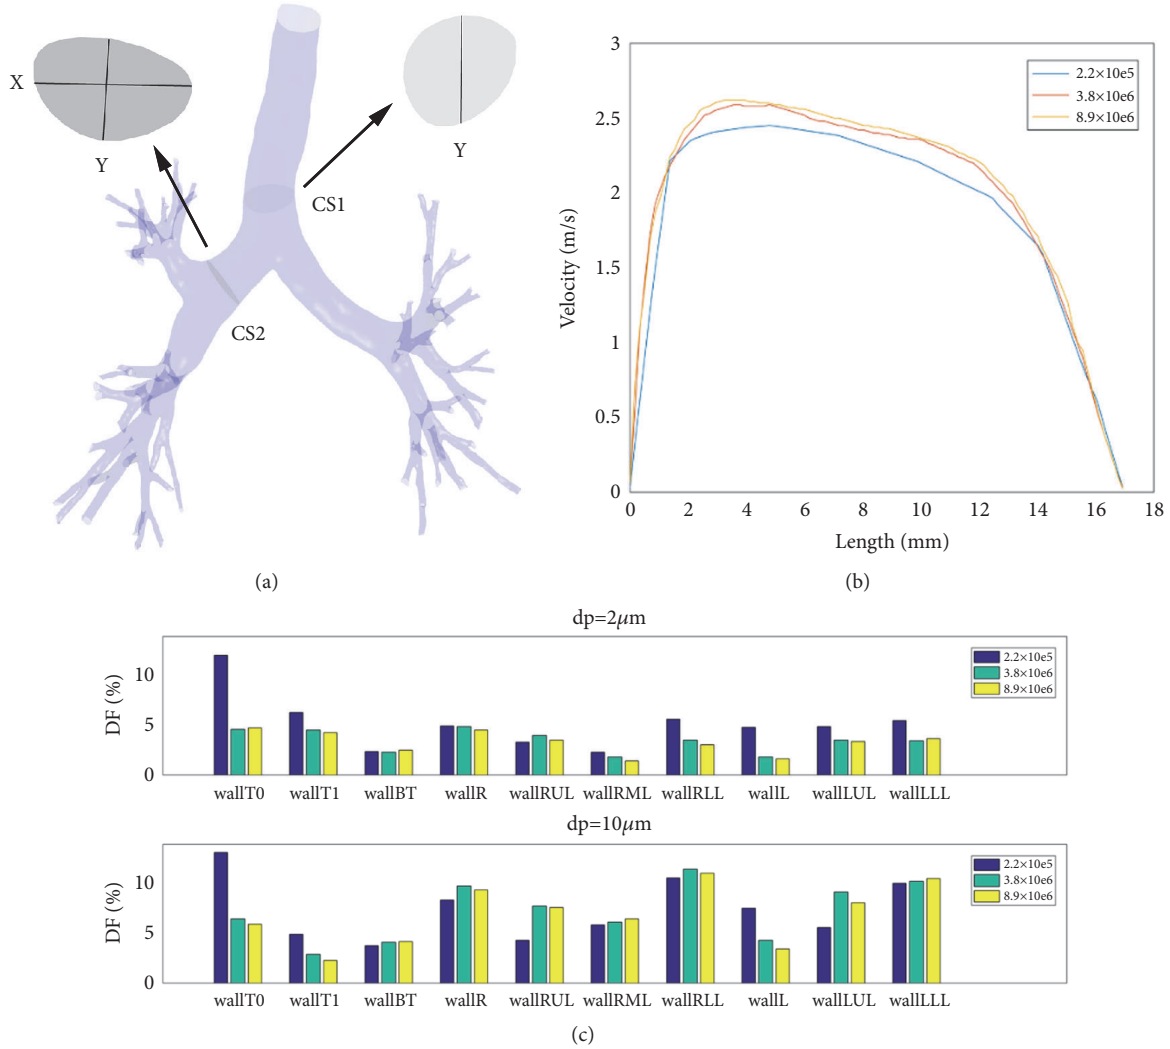 X
Y
Y
CS1
CS2
(a)
3
2.5
2
1.5
1
0.5
0
Velocity (m/s)
2.2×10e5
3.8×10e6
8.9×10e6
0 2 4 6 8 10 12 14 16 18
Length (mm)
(b)
dp=2μm
10
5
0
DF (%)
2.2×10e5
3.8×10e6
8.9×10e6
wallT0 wallT1 wallBT wallR wallRUL wallRML wallRLL wallL wallLUL wallLLL
dp=10μm
10
5
0
DF (%)
2.2×10e5
3.8×10e6
8.9×10e6
wallT0 wallT1 wallBT wallR wallRUL wallRML wallRLL wallL wallLUL wallLLL
(c)